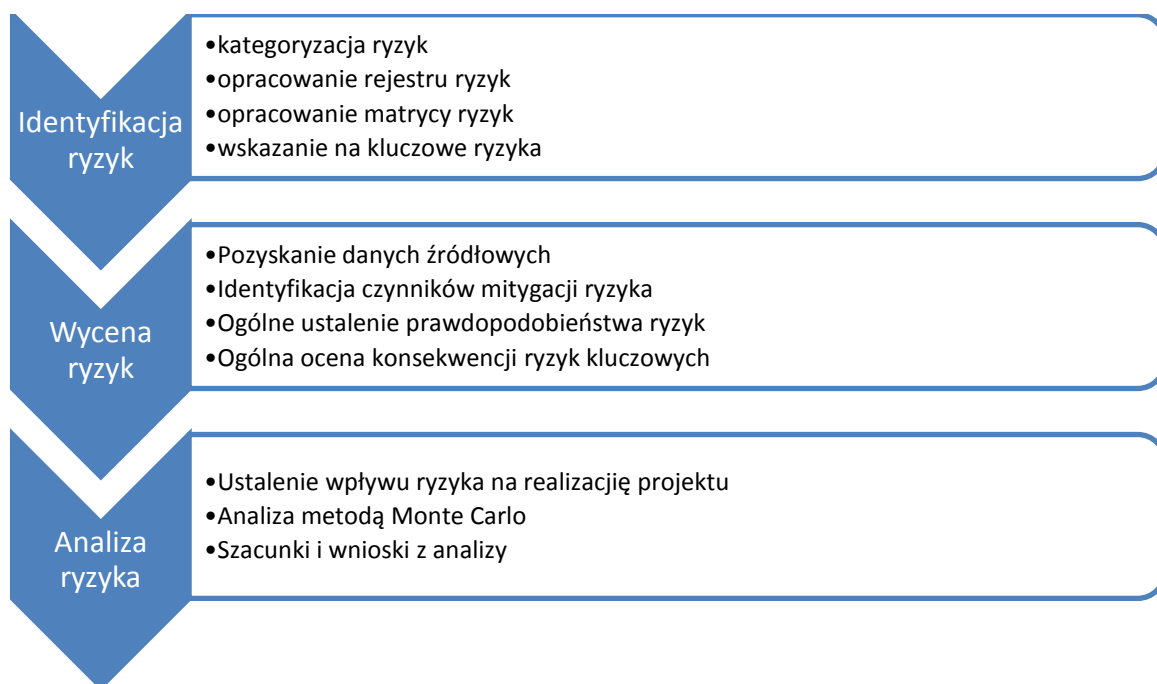 Identyfikacja
ryzyk
•kategoryzacja ryzyk
•opracowanie rejestru ryzyk
•opracowanie matrycy ryzyk
•wskazanie na kluczowe ryzyka
Wycena
ryzyk
•Pozyskanie danych źródłowych
•Identyfikacja czynników mitygacji ryzyka
•Ogólne ustalenie prawdopodobieństwa ryzyk
•Ogólna ocena konsekwencji ryzyk kluczowych
Analiza
ryzyka
•Ustalenie wpływu ryzyka na realizacjię projektu
•Analiza metodą Monte Carlo
•Szacunki i wnioski z analizy